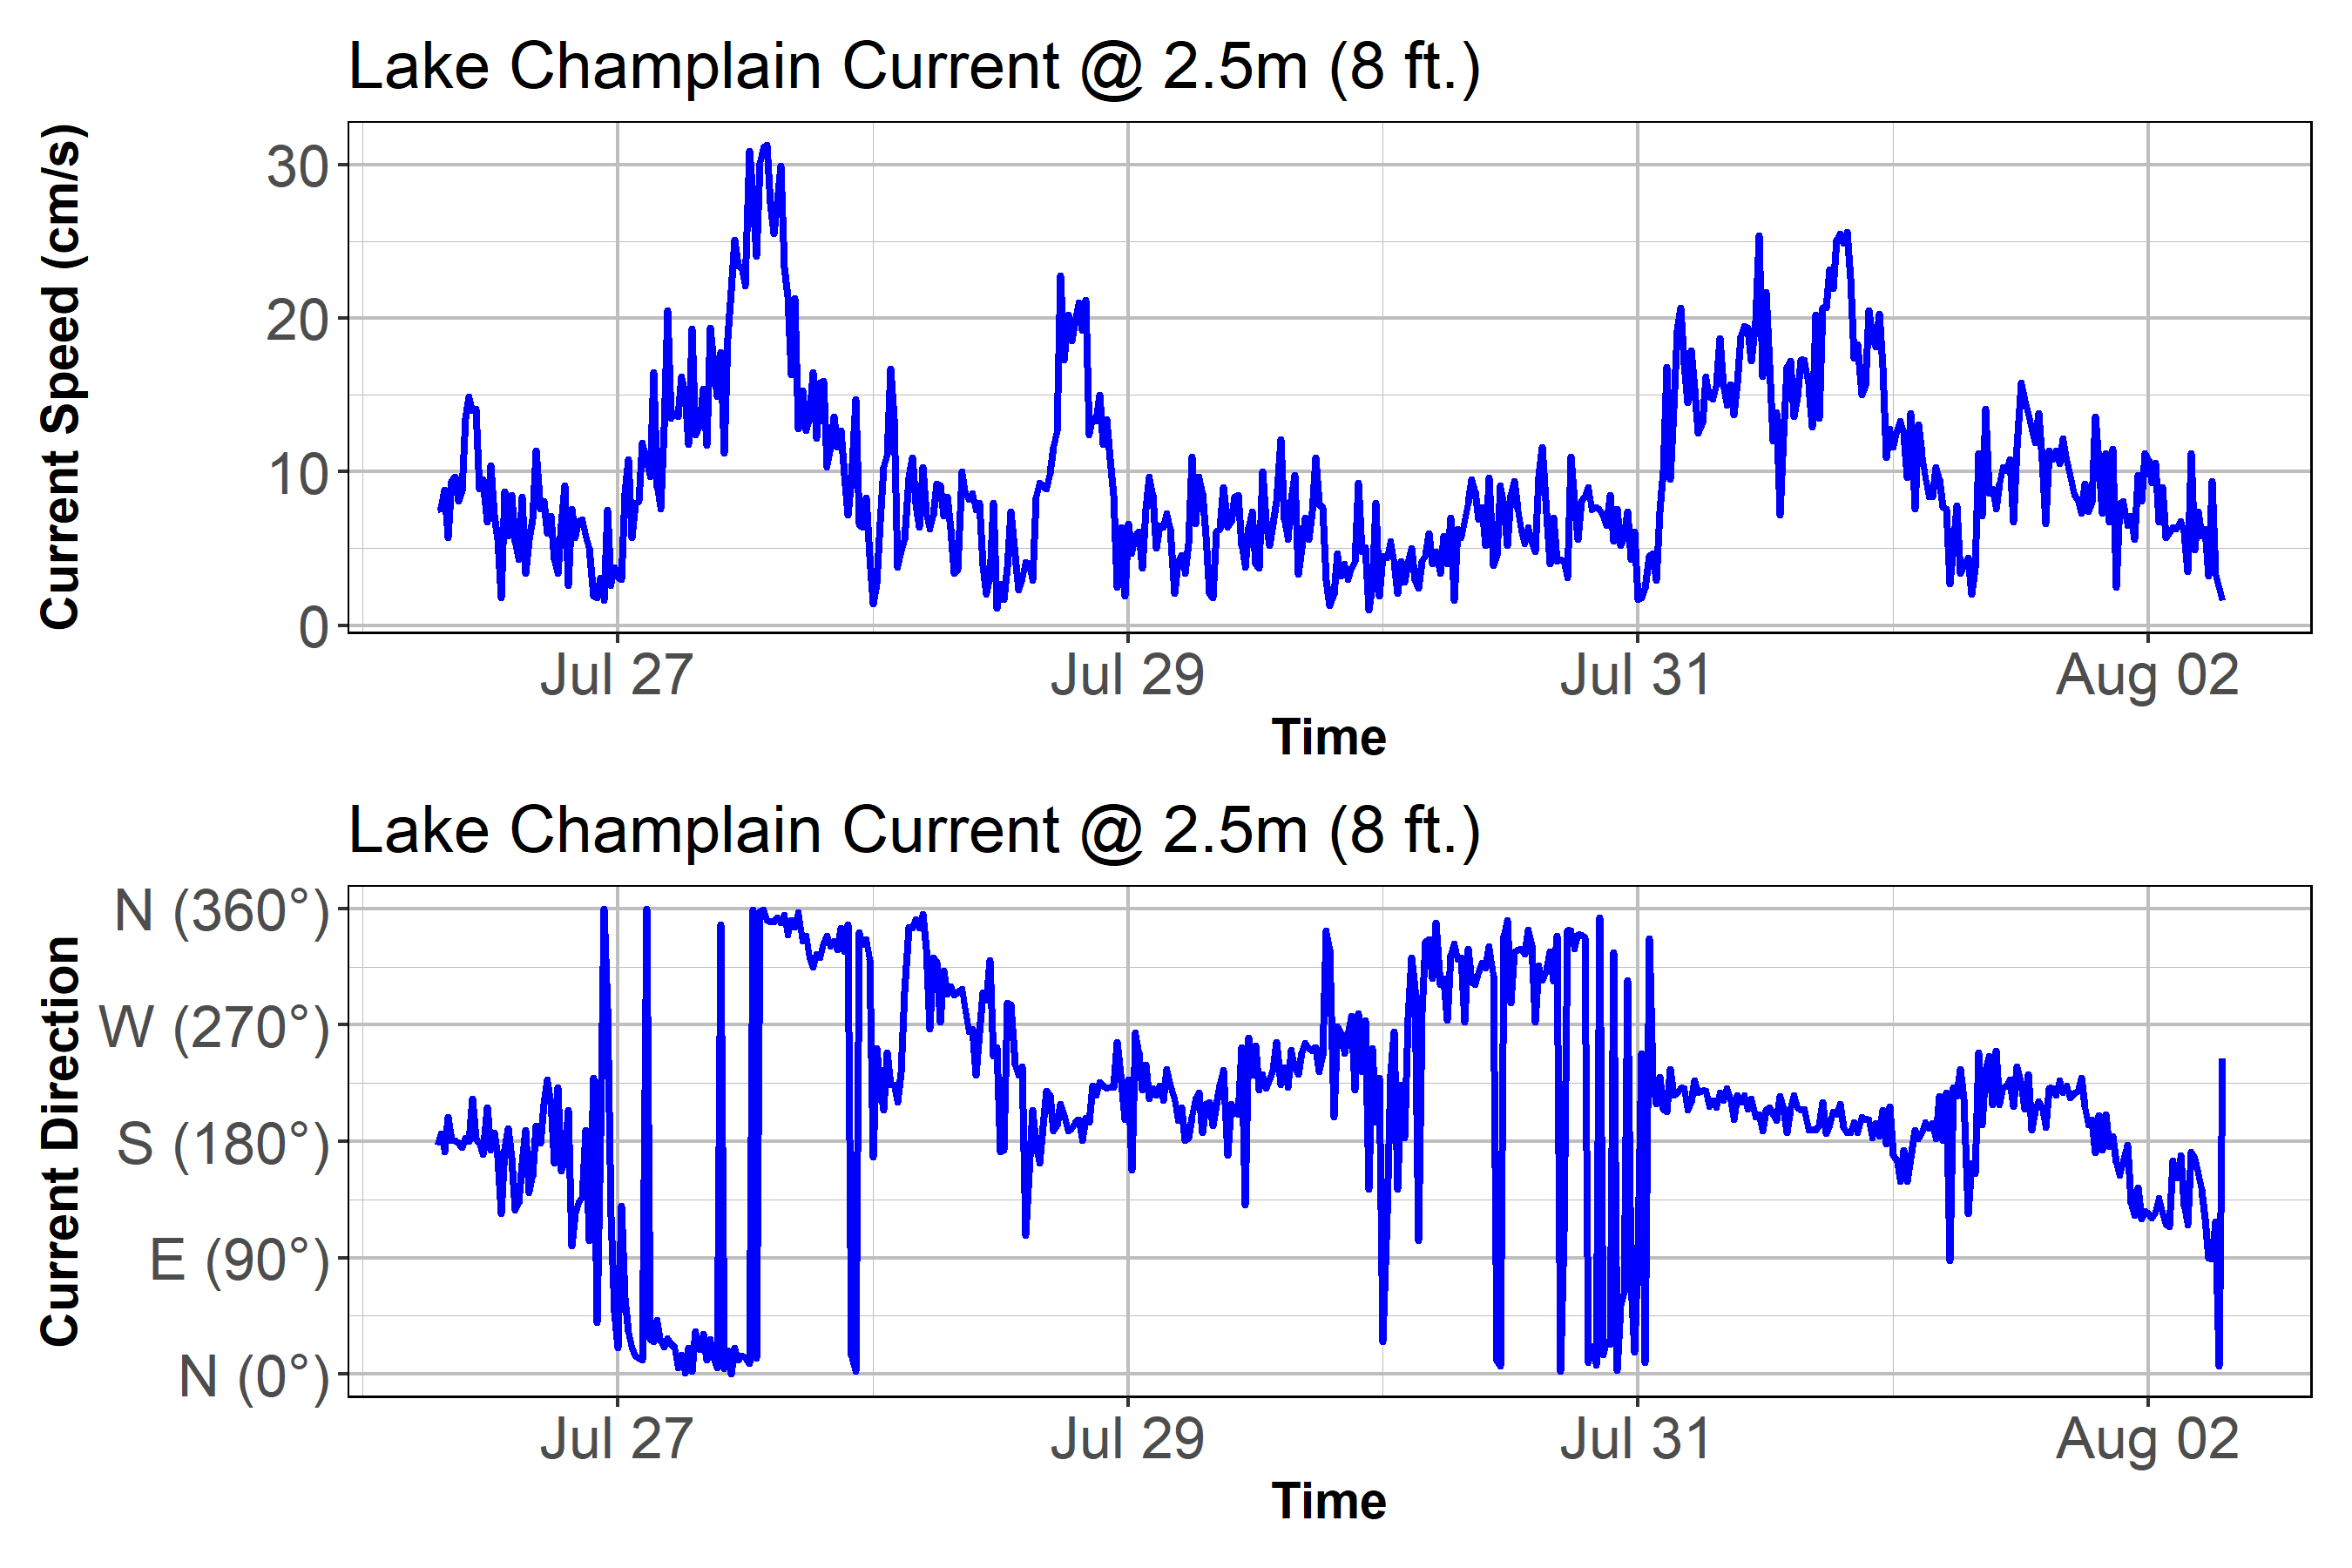 Lake Champlain Current @ 2.5m (8 ft.)
Current Speed (cm/s)
30
20
10
0
Jul 27
Jul 29
Jul 31
Aug 02
Time
Lake Champlain Current @ 2.5m (8 ft.)
Current Direction
N (360°)
W (270°)
S (180°)
E (90°)
N (0°)
Jul 27
Jul 29
Jul 31
Aug 02
Time